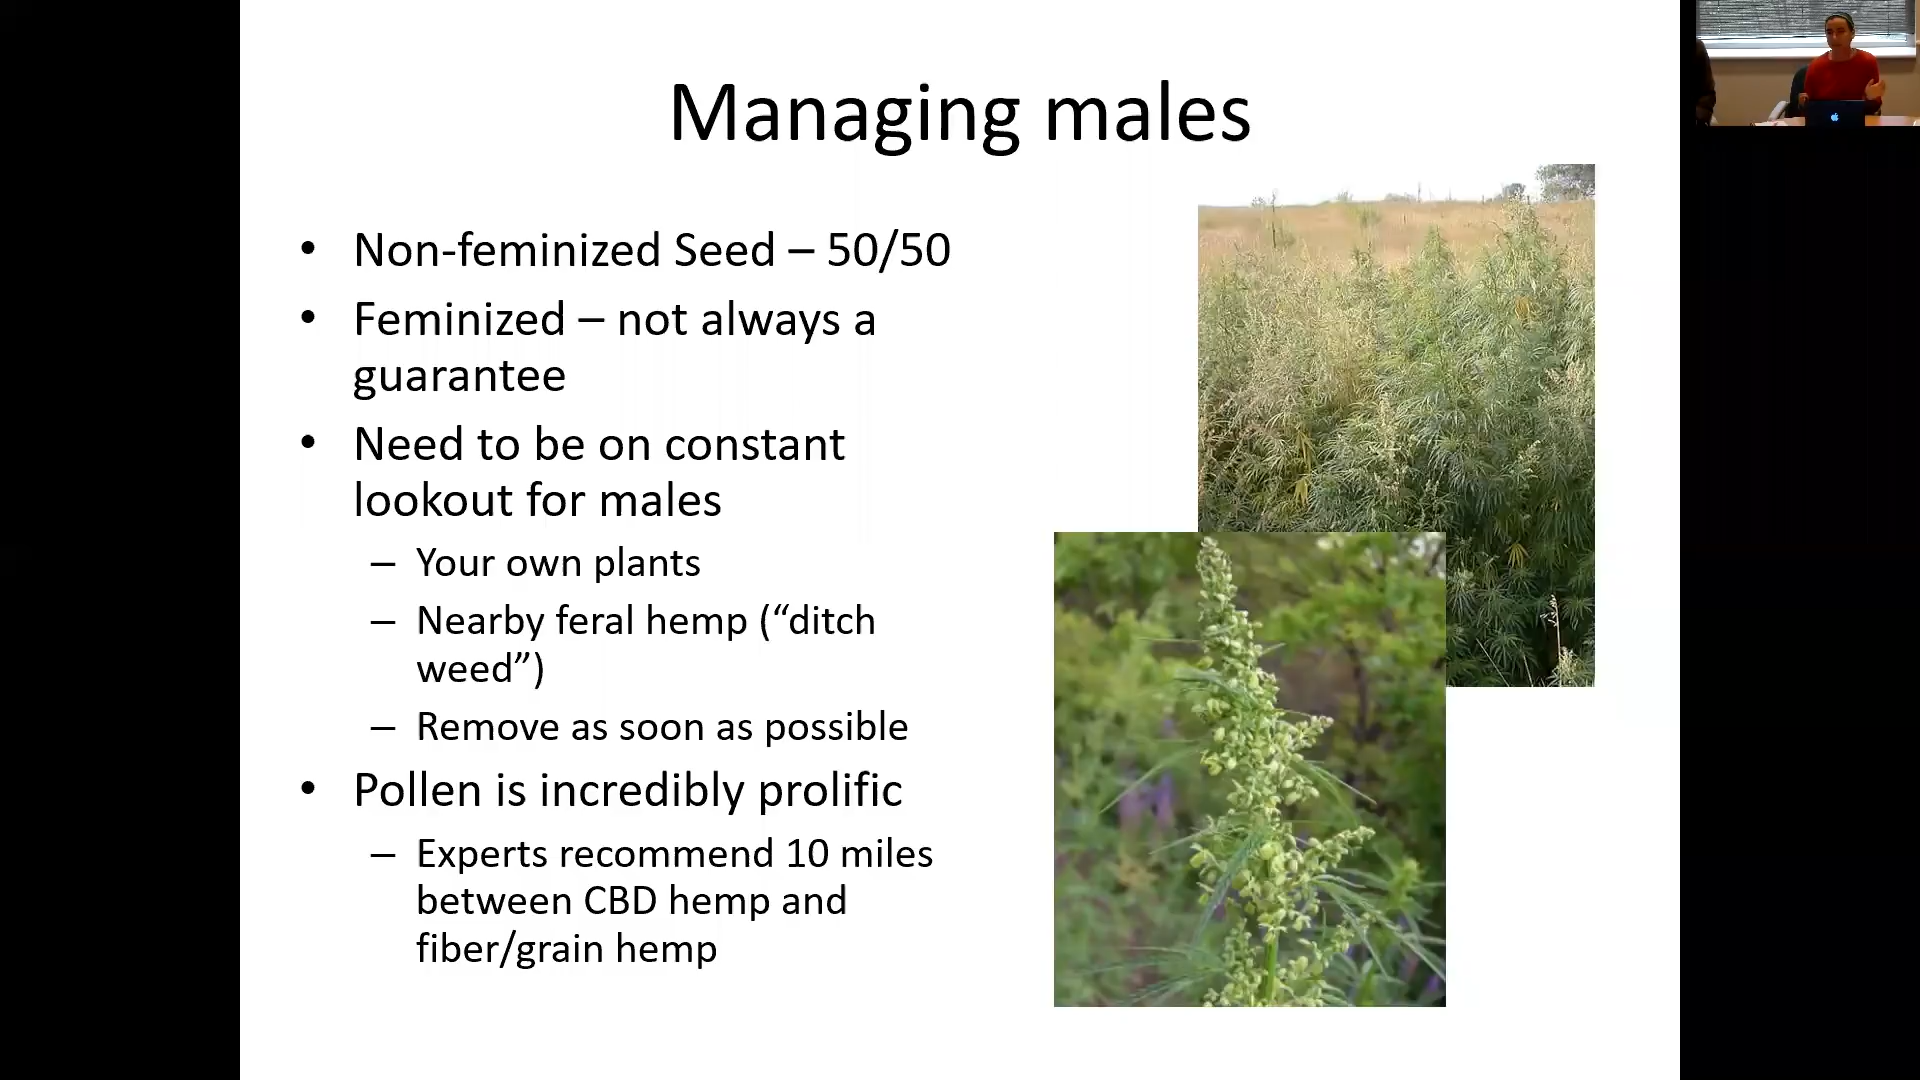 Managing males
• Non-feminized Seed – 50/50
• Feminized – not always a
guarantee
• Need to be on constant
lookout for males
– Your own plants
– Nearby feral hemp (“ditch
weed”)
– Remove as soon as possible
• Pollen is incredibly prolific
– Experts recommend 10 miles
between CBD hemp and
fiber/grain hemp